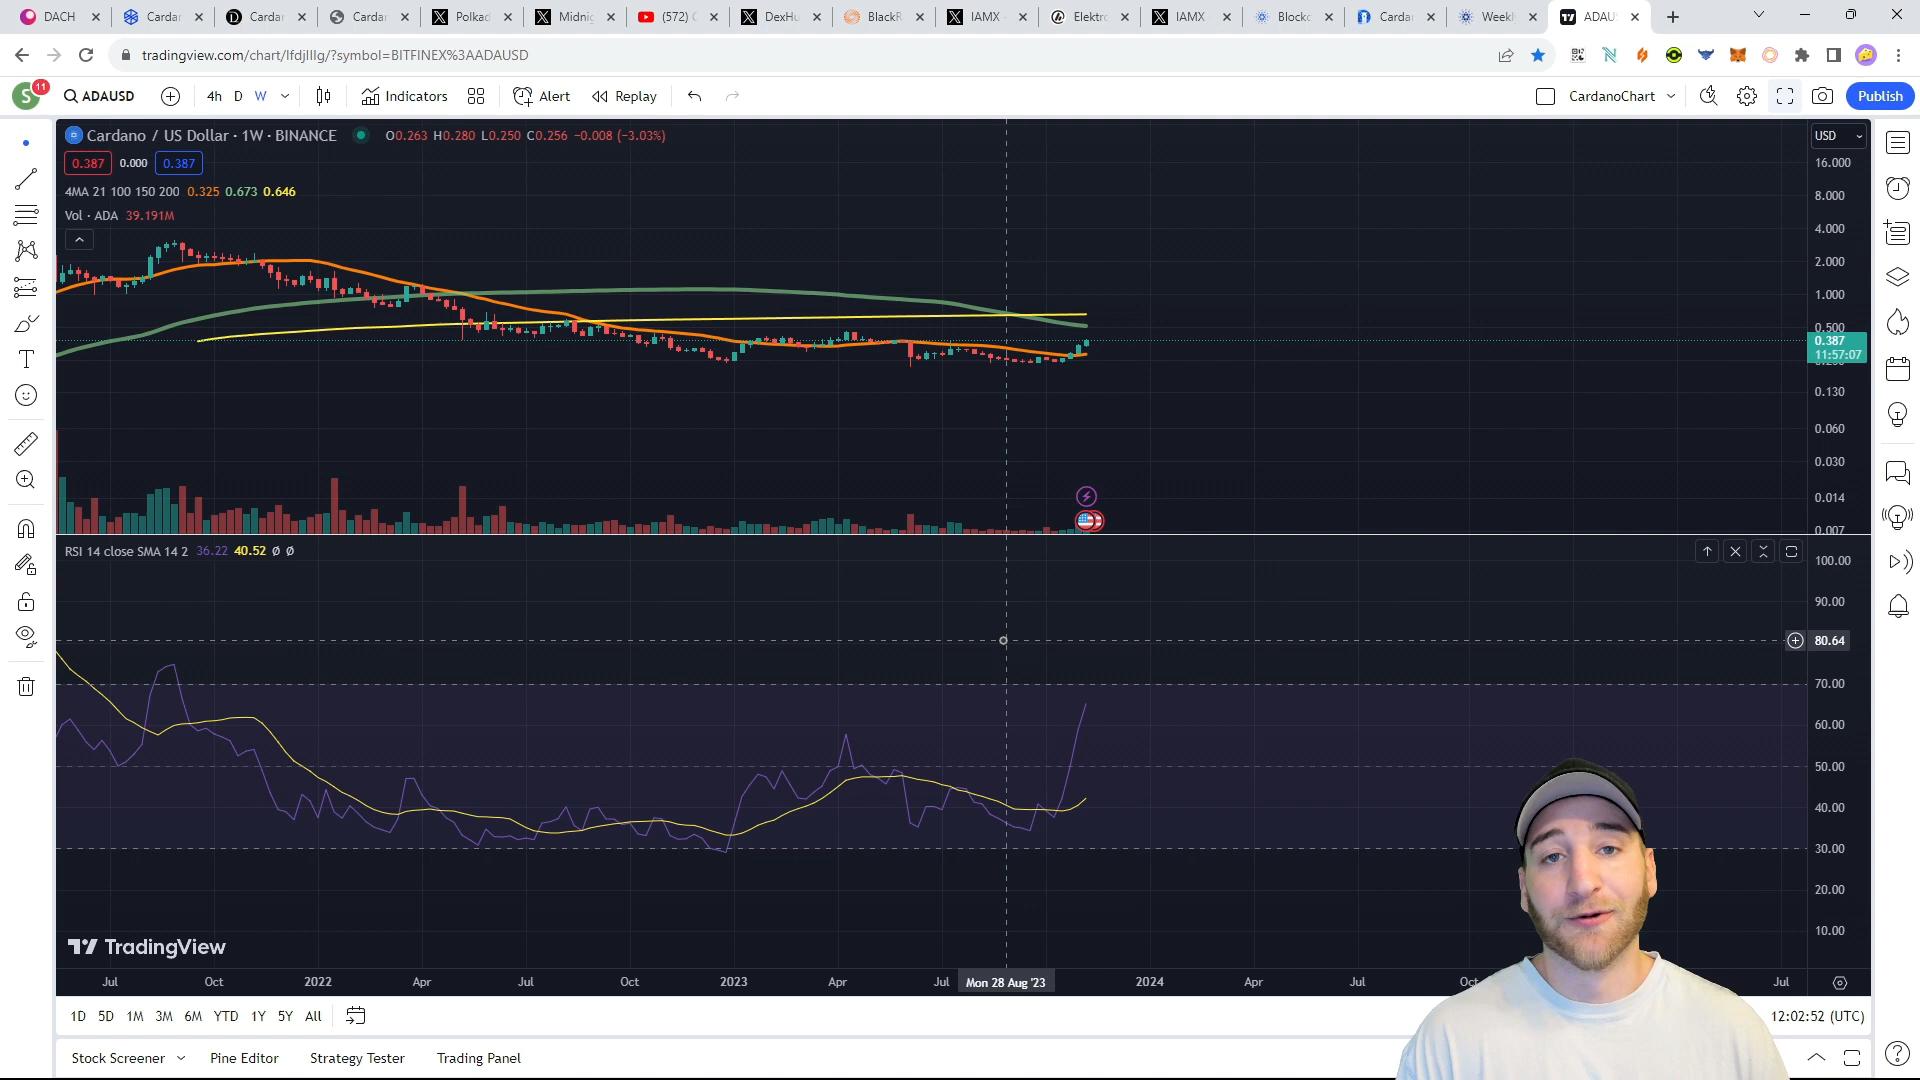 DACH
Cardar
Cardar
Cardar
Polkad
Midnig
(572) C
DexHu
BlackR
IAMX
Elektro
IAMX
Blockc
Cardar
Weekl
ADAU
tradingview.com/chart/lfdjlllg/?symbol=BITFINEX%3AADAUSD
S 11 ADAUSD 4h D W Indicators Alert Replay CardanoChart Publish
Cardano / US Dollar · 1W · BINANCE O0.263 H0.280 L0.250 C0.256 −0.008 (−3.03%) USD
0.387 0.000 0.387
4MA 21 100 150 200 0.325 0.673 0.646
Vol · ADA 39.191M
16.000
8.000
4.000
2.000
1.000
0.500
0.387
11:57:07
0.130
0.060
0.030
0.014
0.007
RSI 14 close SMA 14 2 36.22 40.52 Ø Ø
100.00
90.00
80.64
70.00
60.00
50.00
40.00
30.00
20.00
10.00
TradingView
Jul Oct 2022 Apr Jul Oct 2023 Apr Jul Mon 28 Aug '23 2024 Apr Jul Oct Jul
1D 5D 1M 3M 6M YTD 1Y 5Y All 12:02:52 (UTC)
Stock Screener Pine Editor Strategy Tester Trading Panel